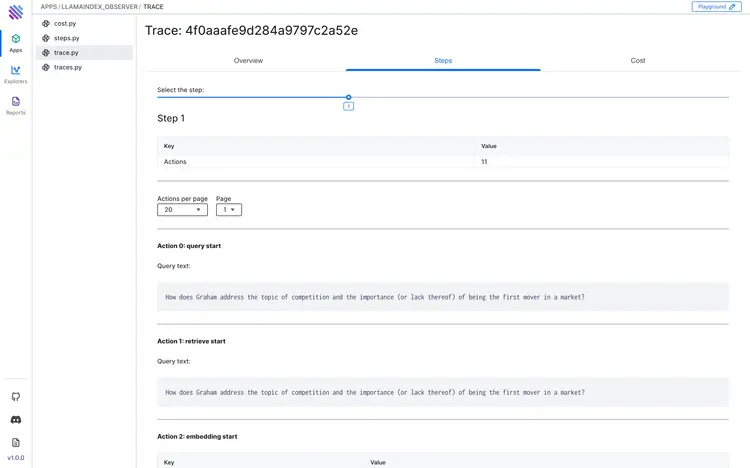 APPS / LLAMAINDEX_OBSERVER / TRACE
Playground
Apps
Explorers
Reports
v1.0.0
cost.py
steps.py
trace.py
traces.py
Trace: 4f0aaafe9d284a9797c2a52e
Overview Steps Cost
Select the step:
1
Step 1
Key Value
Actions 11
Actions per page Page
20 1
Action 0: query start
Query text:
How does Graham address the topic of competition and the importance (or lack thereof) of being the first mover in a market?
Action 1: retrieve start
Query text:
How does Graham address the topic of competition and the importance (or lack thereof) of being the first mover in a market?
Action 2: embedding start
Key Value